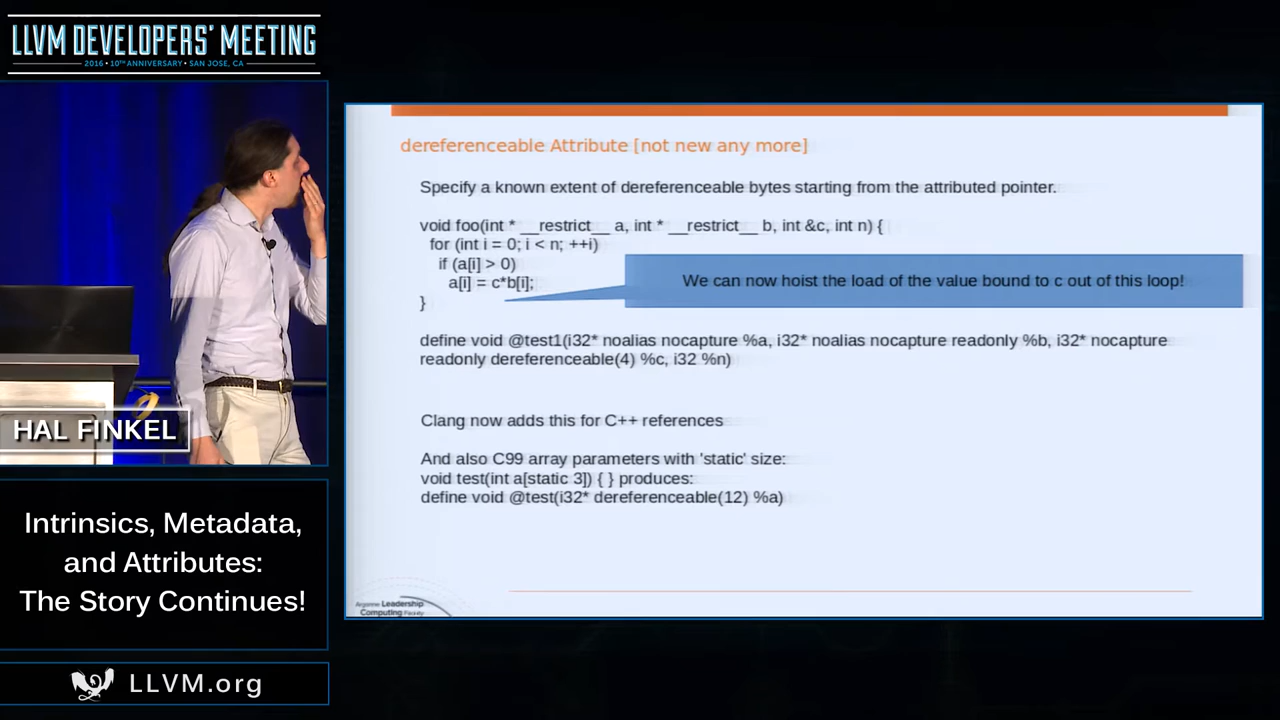 LLVM DEVELOPERS' MEETING
2016 • 10TH ANNIVERSARY • SAN JOSE, CA
dereferenceable Attribute [not new any more]
Specify a known extent of dereferenceable bytes starting from the attributed pointer.
void foo(int * __restrict__ a, int * __restrict__ b, int &c, int n) {
for (int i = 0; i < n; ++i)
if (a[i] > 0)
a[i] = c*b[i];
}
We can now hoist the load of the value bound to c out of this loop!
define void @test1(i32* noalias nocapture %a, i32* noalias nocapture readonly %b, i32* nocapture
readonly dereferenceable(4) %c, i32 %n)
Clang now adds this for C++ references
And also C99 array parameters with 'static' size:
void test(int a[static 3]) { } produces:
define void @test(i32* dereferenceable(12) %a)
Argonne Leadership
Computing Facility
HAL FINKEL
Intrinsics, Metadata,
and Attributes:
The Story Continues!
LLVM.org